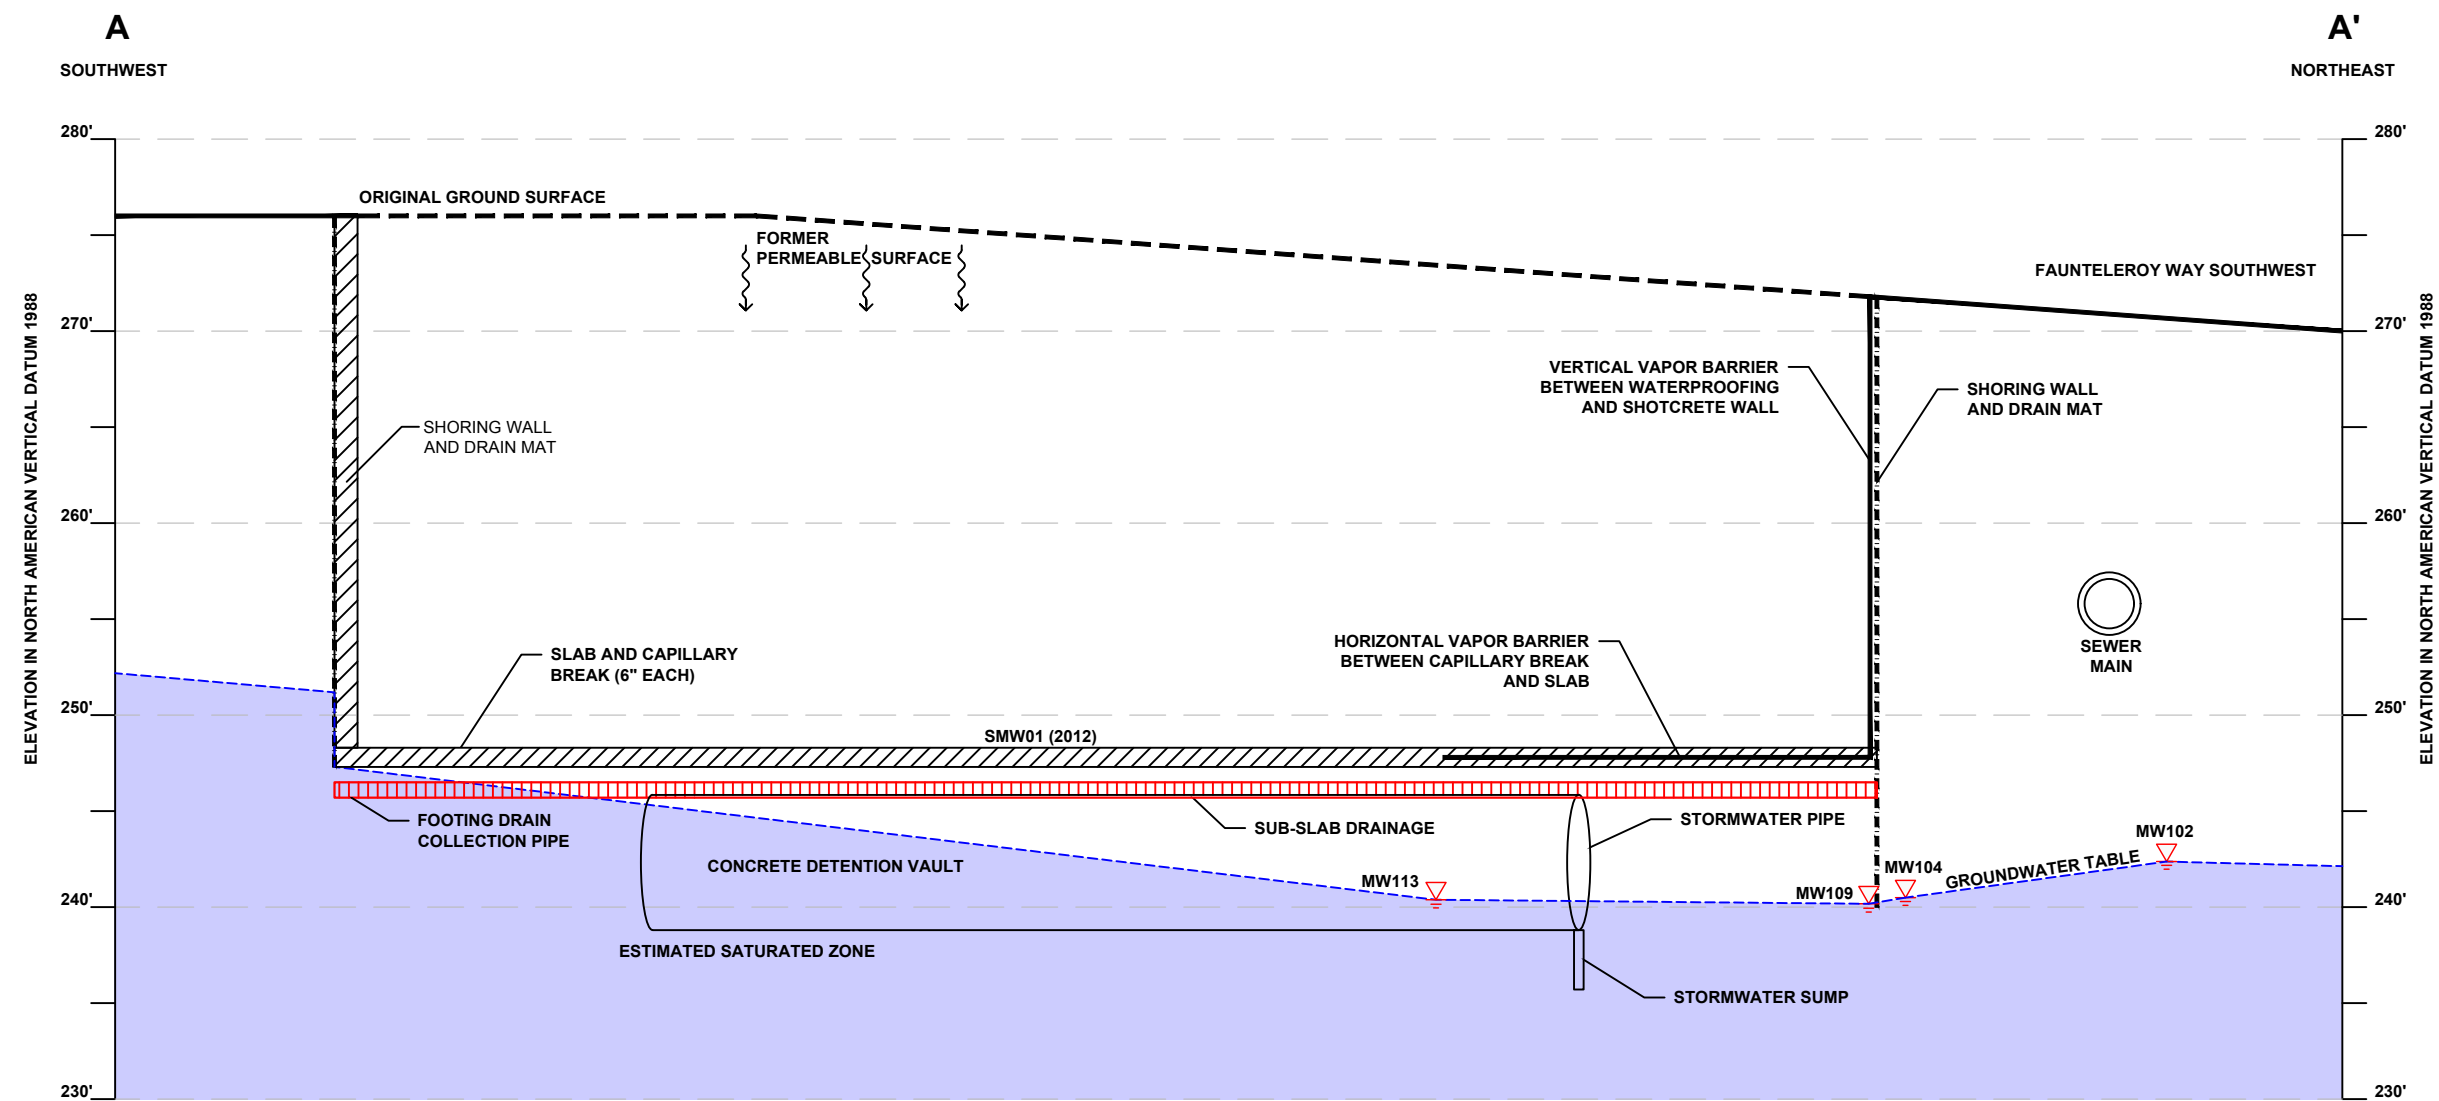 A
A'
SOUTHWEST
NORTHEAST
280'
280'
ORIGINAL GROUND SURFACE
FORMER
PERMEABLE SURFACE
FAUNTELEROY WAY SOUTHWEST
270'
270'
ELEVATION IN NORTH AMERICAN VERTICAL DATUM 1988
ELEVATION IN NORTH AMERICAN VERTICAL DATUM 1988
VERTICAL VAPOR BARRIER
BETWEEN WATERPROOFING
AND SHOTCRETE WALL
SHORING WALL
AND DRAIN MAT
SHORING WALL
AND DRAIN MAT
260'
260'
SEWER
MAIN
SLAB AND CAPILLARY
BREAK (6" EACH)
HORIZONTAL VAPOR BARRIER
BETWEEN CAPILLARY BREAK
AND SLAB
250'
250'
SMW01 (2012)
FOOTING DRAIN
COLLECTION PIPE
SUB-SLAB DRAINAGE
STORMWATER PIPE
CONCRETE DETENTION VAULT
MW113
MW109
MW104
GROUNDWATER TABLE
MW102
240'
240'
ESTIMATED SATURATED ZONE
STORMWATER SUMP
230'
230'